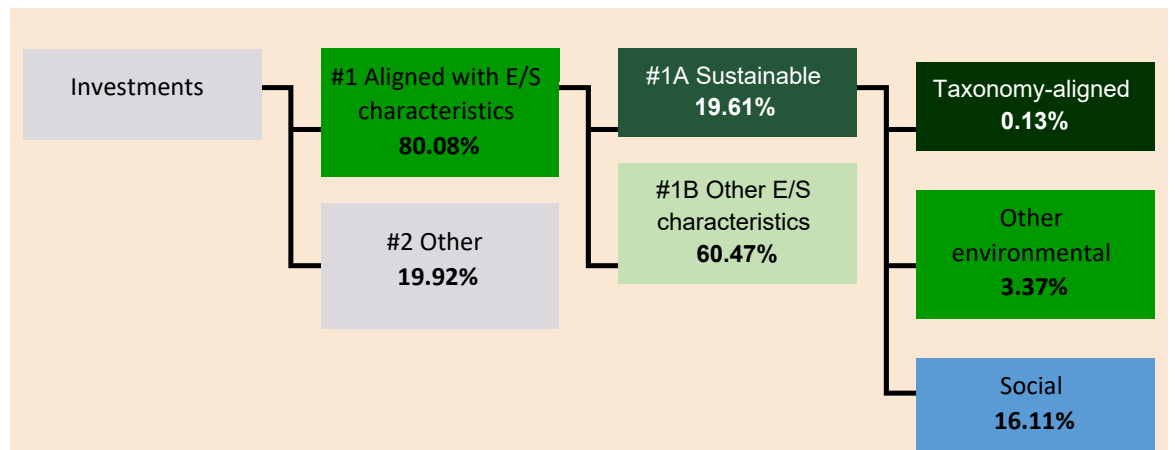 Investments
#1 Aligned with E/S
characteristics
80.08%
#2 Other
19.92%
#1A Sustainable
19.61%
#1B Other E/S
characteristics
60.47%
Taxonomy-aligned
0.13%
Other
environmental
3.37%
Social
16.11%